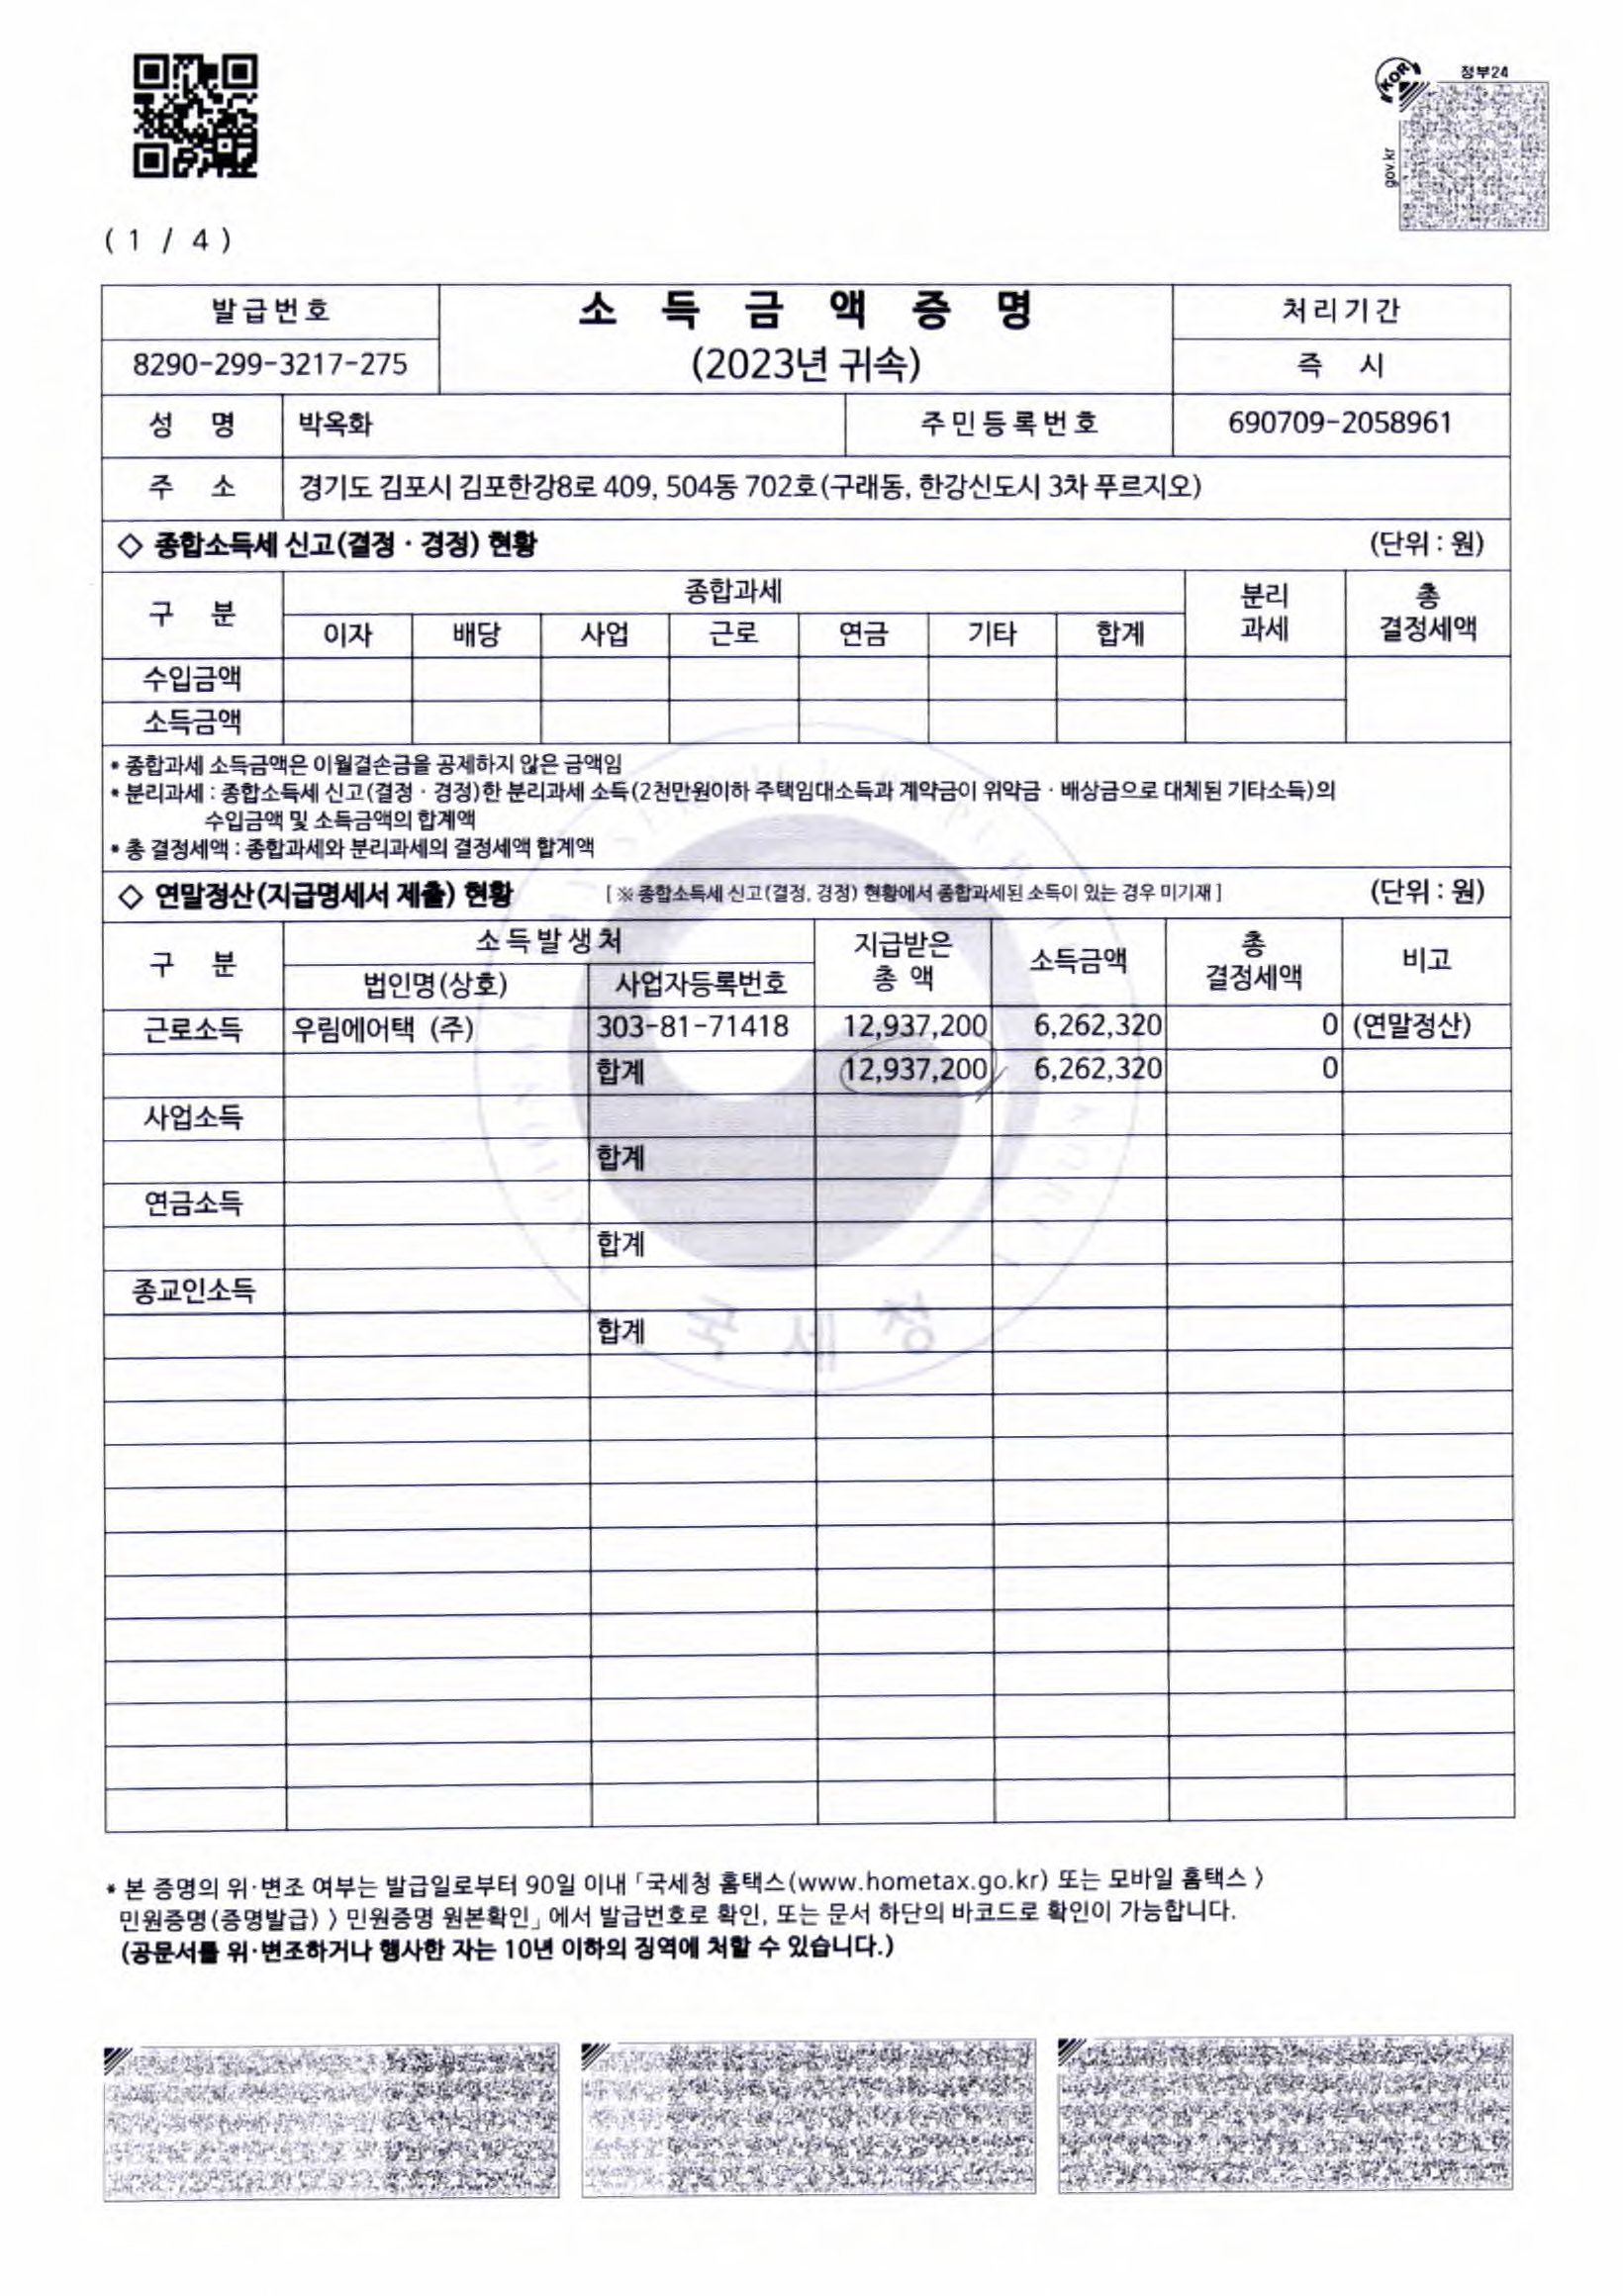 정부24
KOR
gov.kr
( 1 / 4 )
발급번호
소 득 금 액 증 명
처리기간
8290-299-3217-275
(2023년 귀속)
즉 시
성 명 박옥화 주민등록번호 690709-2058961
주 소 경기도 김포시 김포한강8로 409, 504동 702호(구래동, 한강신도시 3차 푸르지오)
◇ 종합소득세 신고(결정 · 경정) 현황 (단위 : 원)
구 분 종합과세 분리 과세 총 결정세액
이자 배당 사업 근로 연금 기타 합계
수입금액
소득금액
* 종합과세 소득금액은 이월결손금을 공제하지 않은 금액임
* 분리과세 : 종합소득세 신고(결정 · 경정)한 분리과세 소득(2천만원이하 주택임대소득과 계약금이 위약금 · 배상금으로 대체된 기타소득)의
수입금액 및 소득금액의 합계액
* 총 결정세액 : 종합과세와 분리과세의 결정세액 합계액
◇ 연말정산(지급명세서 제출) 현황 [ ※ 종합소득세 신고(결정, 경정) 현황에서 종합과세된 소득이 있는 경우 미기재 ] (단위 : 원)
구 분 소득발생처 지급받은 총 액 소득금액 총 결정세액 비고
법인명(상호) 사업자등록번호
근로소득 우림에어택 (주) 303-81-71418 12,937,200 6,262,320 0 (연말정산)
합계 12,937,200 6,262,320 0
사업소득
합계
연금소득
합계
종교인소득
합계
국 세 청
* 본 증명의 위·변조 여부는 발급일로부터 90일 이내「국세청 홈택스(www.hometax.go.kr) 또는 모바일 홈택스 〉
민원증명(증명발급) 〉 민원증명 원본확인」에서 발급번호로 확인, 또는 문서 하단의 바코드로 확인이 가능합니다.
(공문서를 위·변조하거나 행사한 자는 10년 이하의 징역에 처할 수 있습니다.)